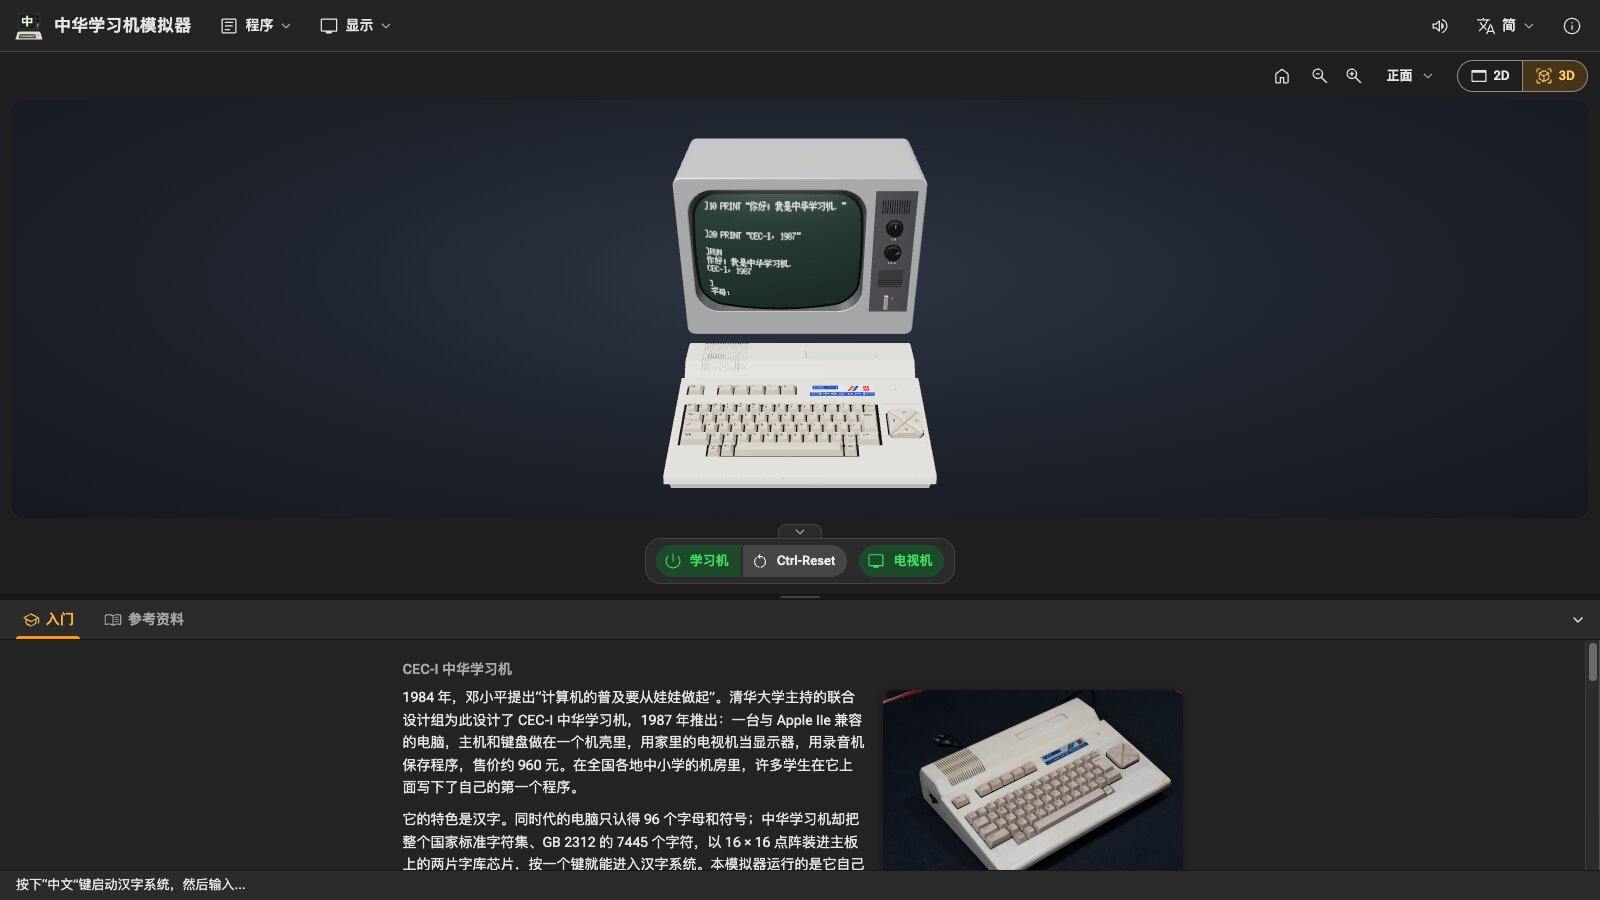 中华学习机模拟器
程序
显示
简
正面
2D
3D
]10 PRINT "你好！我是中华学习机．"
]20 PRINT "CEC-I，1987"
]RUN
你好！我是中华学习机．
CEC-I，1987
]
字母：
学习机
Ctrl-Reset
电视机
入门
参考资料
CEC-I 中华学习机
1984 年，邓小平提出“计算机的普及要从娃娃做起”。清华大学主持的联合
设计组为此设计了 CEC-I 中华学习机，1987 年推出：一台与 Apple IIe 兼容
的电脑，主机和键盘做在一个机壳里，用家里的电视机当显示器，用录音机
保存程序，售价约 960 元。在全国各地中小学的机房里，许多学生在它上
面写下了自己的第一个程序。
它的特色是汉字。同时代的电脑只认得 96 个字母和符号；中华学习机却把
整个国家标准字符集、GB 2312 的 7445 个字符，以 16 × 16 点阵装进主板
上的两片字库芯片，按一个键就能进入汉字系统。本模拟器运行的是它自己
按下“中文”键启动汉字系统，然后输入...